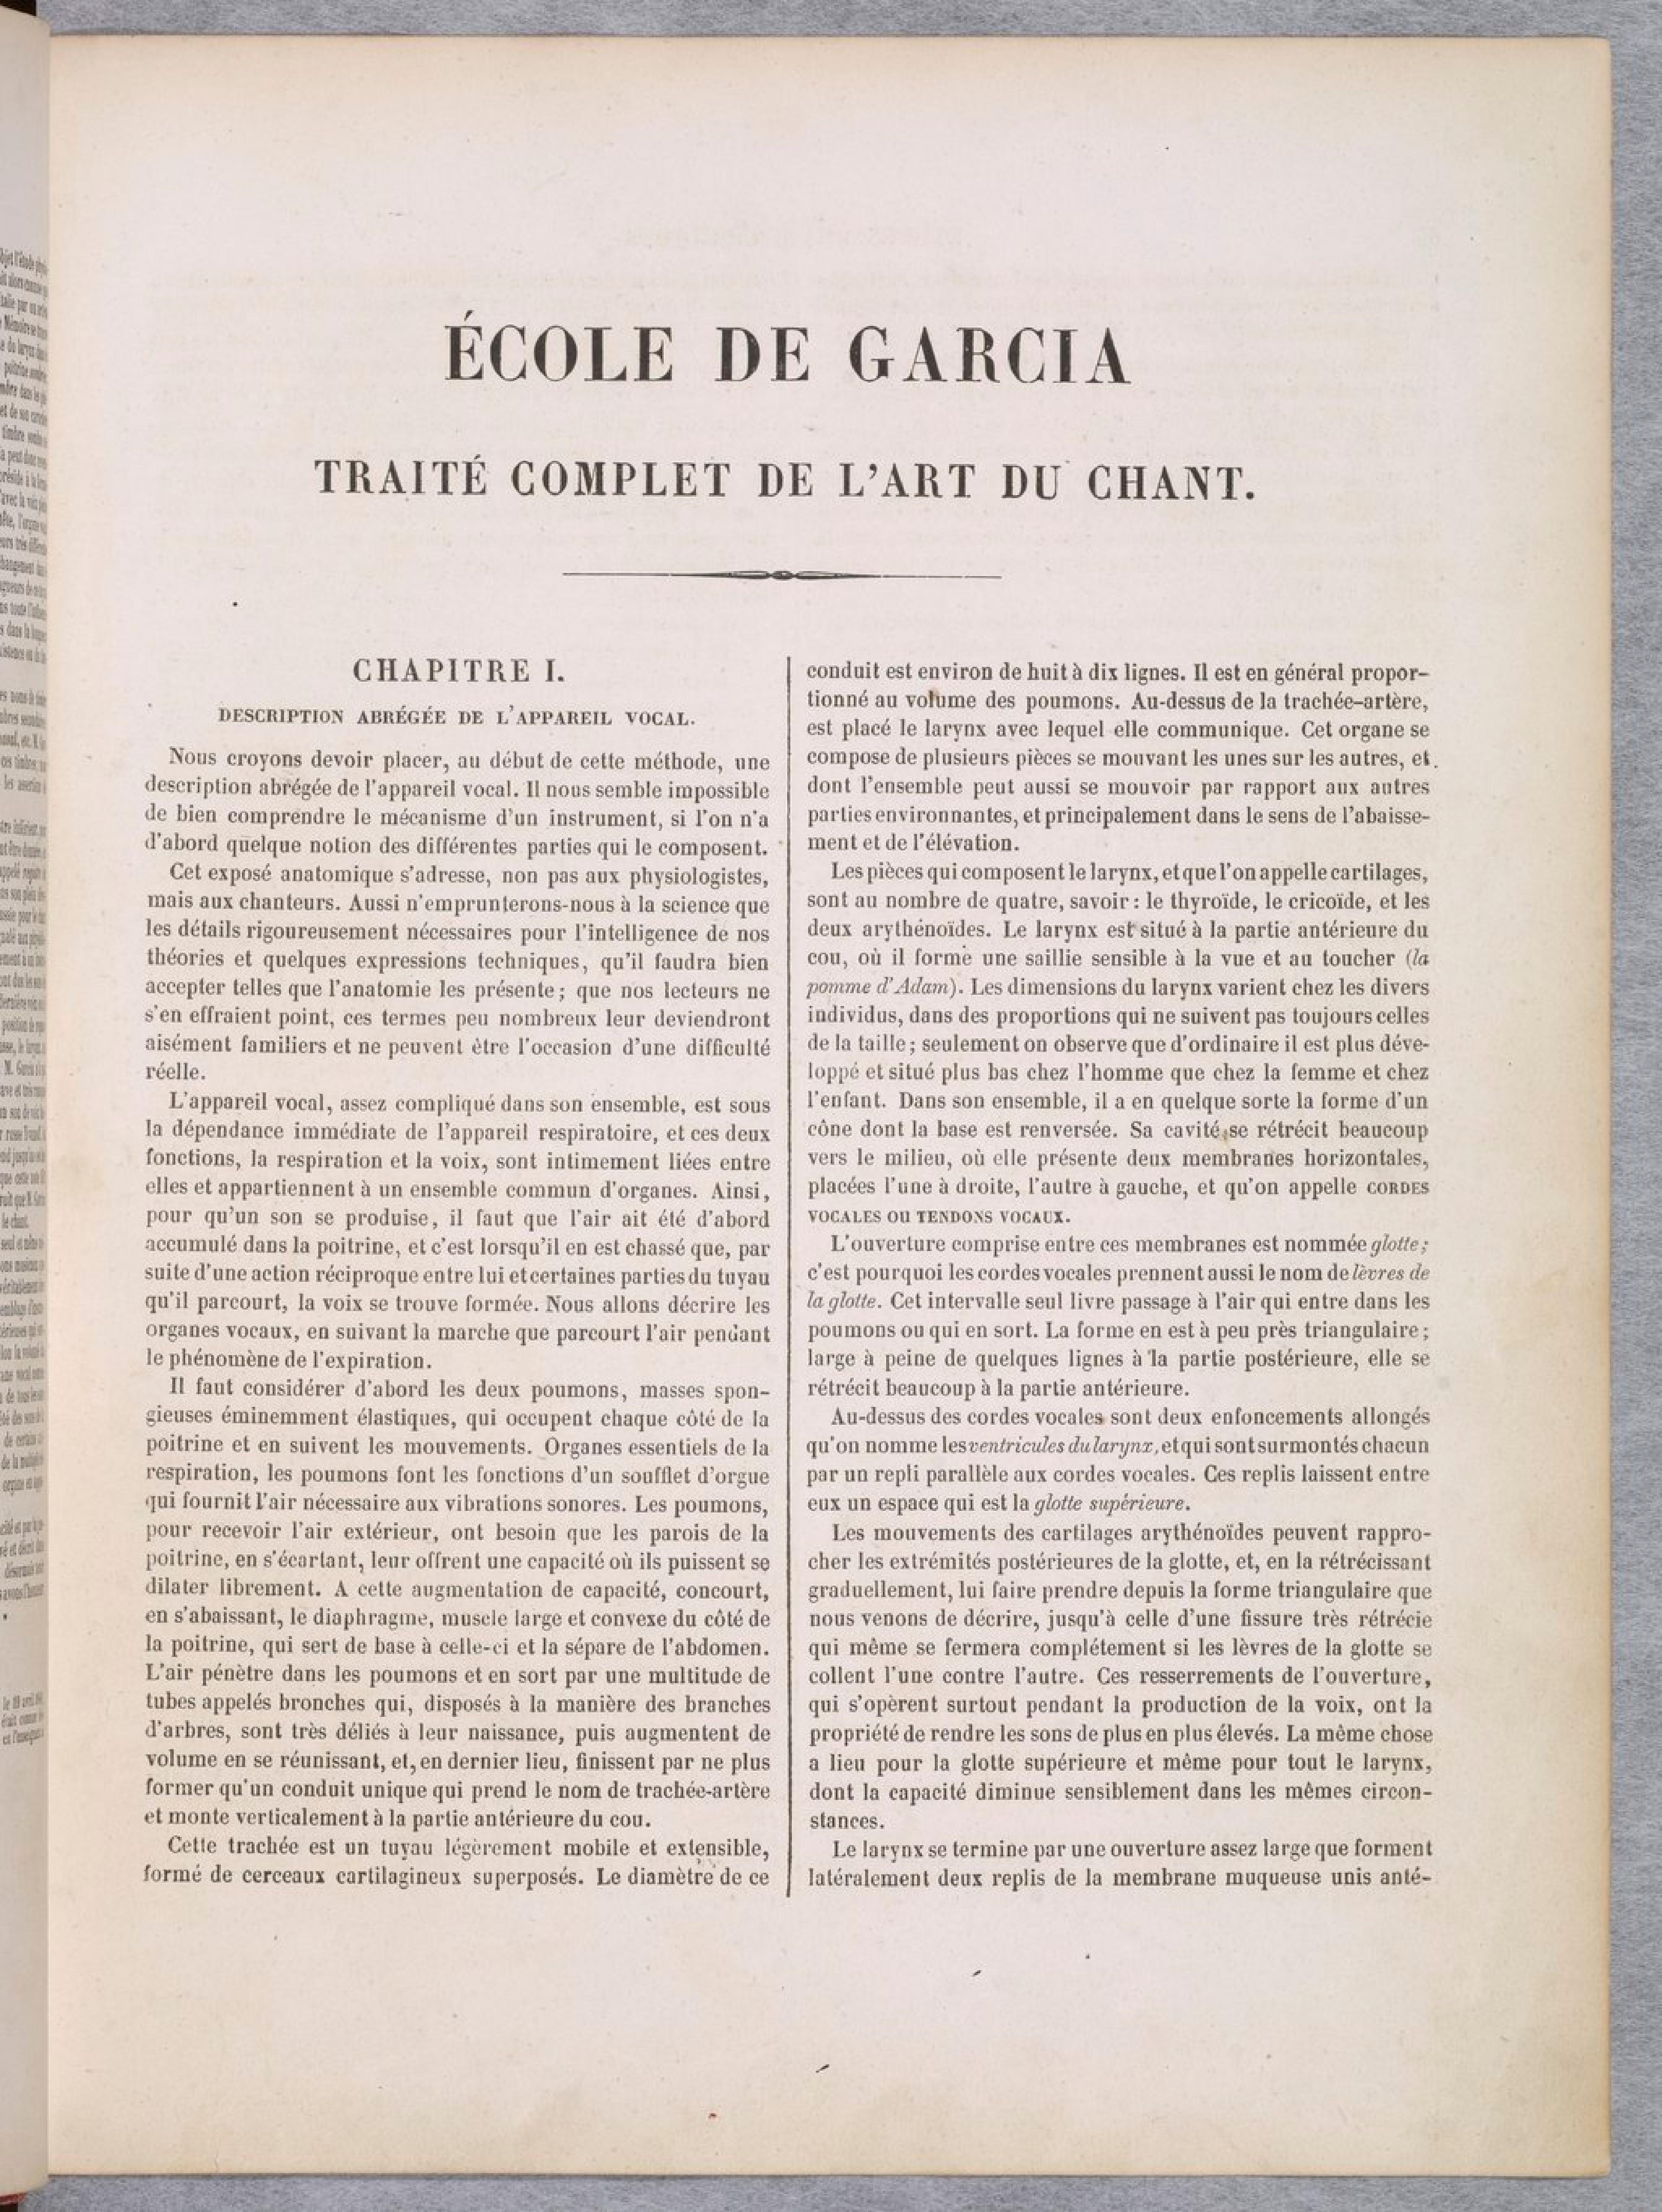 ÉCOLE DE GARCIA
TRAITÉ COMPLET DE L'ART DU CHANT.
CHAPITRE I.
DESCRIPTION ABRÉGÉE DE L'APPAREIL VOCAL.
Nous croyons devoir placer, au début de cette méthode, une
description abrégée de l'appareil vocal. Il nous semble impossible
de bien comprendre le mécanisme d'un instrument, si l'on n'a
d'abord quelque notion des différentes parties qui le composent.
Cet exposé anatomique s'adresse, non pas aux physiologistes,
mais aux chanteurs. Aussi n'emprunterons-nous à la science que
les détails rigoureusement nécessaires pour l'intelligence de nos
théories et quelques expressions techniques, qu'il faudra bien
accepter telles que l'anatomie les présente; que nos lecteurs ne
s'en effraient point, ces termes peu nombreux leur deviendront
aisément familiers et ne peuvent être l'occasion d'une difficulté
réelle.
L'appareil vocal, assez compliqué dans son ensemble, est sous
la dépendance immédiate de l'appareil respiratoire, et ces deux
fonctions, la respiration et la voix, sont intimement liées entre
elles et appartiennent à un ensemble commun d'organes. Ainsi,
pour qu'un son se produise, il faut que l'air ait été d'abord
accumulé dans la poitrine, et c'est lorsqu'il en est chassé que, par
suite d'une action réciproque entre lui et certaines parties du tuyau
qu'il parcourt, la voix se trouve formée. Nous allons décrire les
organes vocaux, en suivant la marche que parcourt l'air pendant
le phénomène de l'expiration.
Il faut considérer d'abord les deux poumons, masses spon-
gieuses éminemment élastiques, qui occupent chaque côté de la
poitrine et en suivent les mouvements. Organes essentiels de la
respiration, les poumons font les fonctions d'un soufflet d'orgue
qui fournit l'air nécessaire aux vibrations sonores. Les poumons,
pour recevoir l'air extérieur, ont besoin que les parois de la
poitrine, en s'écartant, leur offrent une capacité où ils puissent se
dilater librement. A cette augmentation de capacité, concourt,
en s'abaissant, le diaphragme, muscle large et convexe du côté de
la poitrine, qui sert de base à celle-ci et la sépare de l'abdomen.
L'air pénètre dans les poumons et en sort par une multitude de
tubes appelés bronches qui, disposés à la manière des branches
d'arbres, sont très déliés à leur naissance, puis augmentent de
volume en se réunissant, et, en dernier lieu, finissent par ne plus
former qu'un conduit unique qui prend le nom de trachée-artère
et monte verticalement à la partie antérieure du cou.
Cette trachée est un tuyau légèrement mobile et extensible,
formé de cerceaux cartilagineux superposés. Le diamètre de ce
conduit est environ de huit à dix lignes. Il est en général propor-
tionné au volume des poumons. Au-dessus de la trachée-artère,
est placé le larynx avec lequel elle communique. Cet organe se
compose de plusieurs pièces se mouvant les unes sur les autres, et
dont l'ensemble peut aussi se mouvoir par rapport aux autres
parties environnantes, et principalement dans le sens de l'abaisse-
ment et de l'élévation.
Les pièces qui composent le larynx, et que l'on appelle cartilages,
sont au nombre de quatre, savoir : le thyroïde, le cricoïde, et les
deux arythénoïdes. Le larynx est situé à la partie antérieure du
cou, où il forme une saillie sensible à la vue et au toucher (la
pomme d'Adam). Les dimensions du larynx varient chez les divers
individus, dans des proportions qui ne suivent pas toujours celles
de la taille; seulement on observe que d'ordinaire il est plus déve-
loppé et situé plus bas chez l'homme que chez la femme et chez
l'enfant. Dans son ensemble, il a en quelque sorte la forme d'un
cône dont la base est renversée. Sa cavité se rétrécit beaucoup
vers le milieu, où elle présente deux membranes horizontales,
placées l'une à droite, l'autre à gauche, et qu'on appelle CORDES
VOCALES OU TENDONS VOCAUX.
L'ouverture comprise entre ces membranes est nommée glotte;
c'est pourquoi les cordes vocales prennent aussi le nom de lèvres de
la glotte. Cet intervalle seul livre passage à l'air qui entre dans les
poumons ou qui en sort. La forme en est à peu près triangulaire;
large à peine de quelques lignes à la partie postérieure, elle se
rétrécit beaucoup à la partie antérieure.
Au-dessus des cordes vocales sont deux enfoncements allongés
qu'on nomme les ventricules du larynx, et qui sont surmontés chacun
par un repli parallèle aux cordes vocales. Ces replis laissent entre
eux un espace qui est la glotte supérieure.
Les mouvements des cartilages arythénoïdes peuvent rappro-
cher les extrémités postérieures de la glotte, et, en la rétrécissant
graduellement, lui faire prendre depuis la forme triangulaire que
nous venons de décrire, jusqu'à celle d'une fissure très rétrécie
qui même se fermera complétement si les lèvres de la glotte se
collent l'une contre l'autre. Ces resserrements de l'ouverture,
qui s'opèrent surtout pendant la production de la voix, ont la
propriété de rendre les sons de plus en plus élevés. La même chose
a lieu pour la glotte supérieure et même pour tout le larynx,
dont la capacité diminue sensiblement dans les mêmes circon-
stances.
Le larynx se termine par une ouverture assez large que forment
latéralement deux replis de la membrane muqueuse unis anté-